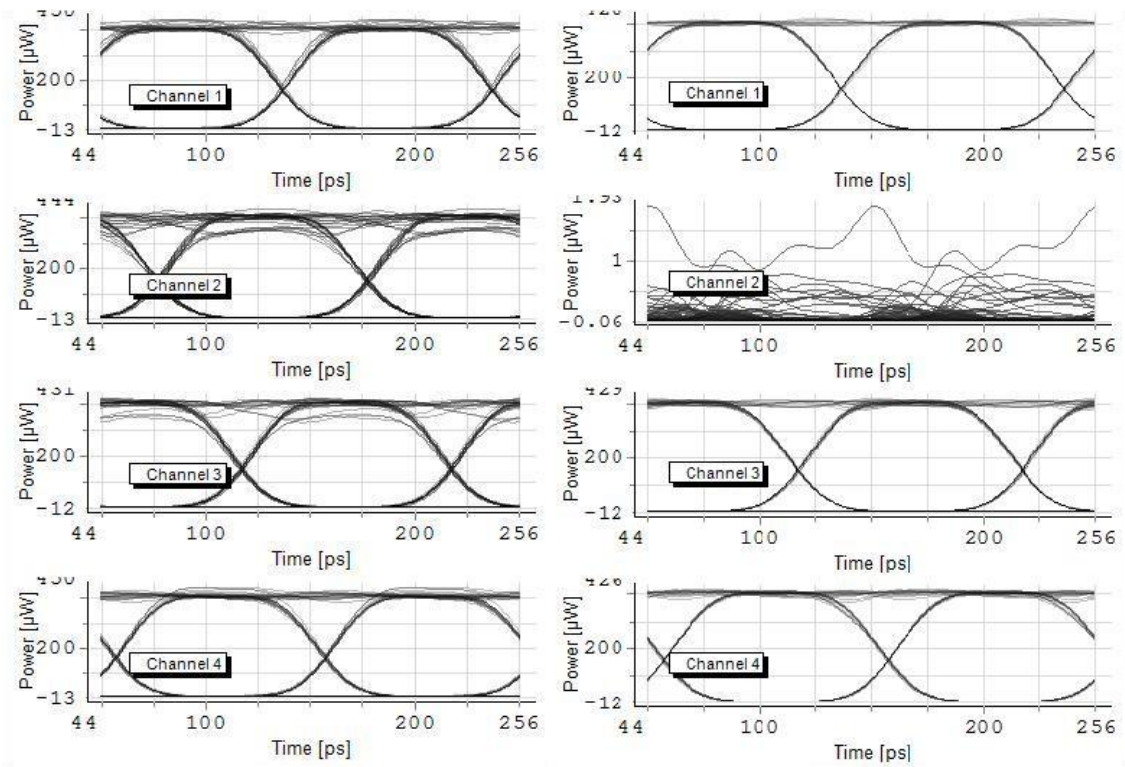 Power [µW]
200
-13
Channel 1
44 100 200 256
Time [ps]
Power [µW]
200
-12
Channel 1
44 100 200 256
Time [ps]
444
Power [µW]
200
-13
Channel 2
44 100 200 256
Time [ps]
1.93
Power [µW]
1
-0.06
Channel 2
44 100 200 256
Time [ps]
431
Power [µW]
200
-12
Channel 3
44 100 200 256
Time [ps]
429
Power [µW]
200
-12
Channel 3
44 100 200 256
Time [ps]
Power [µW]
200
-13
Channel 4
44 100 200 256
Time [ps]
Power [µW]
200
-12
Channel 4
44 100 200 256
Time [ps]